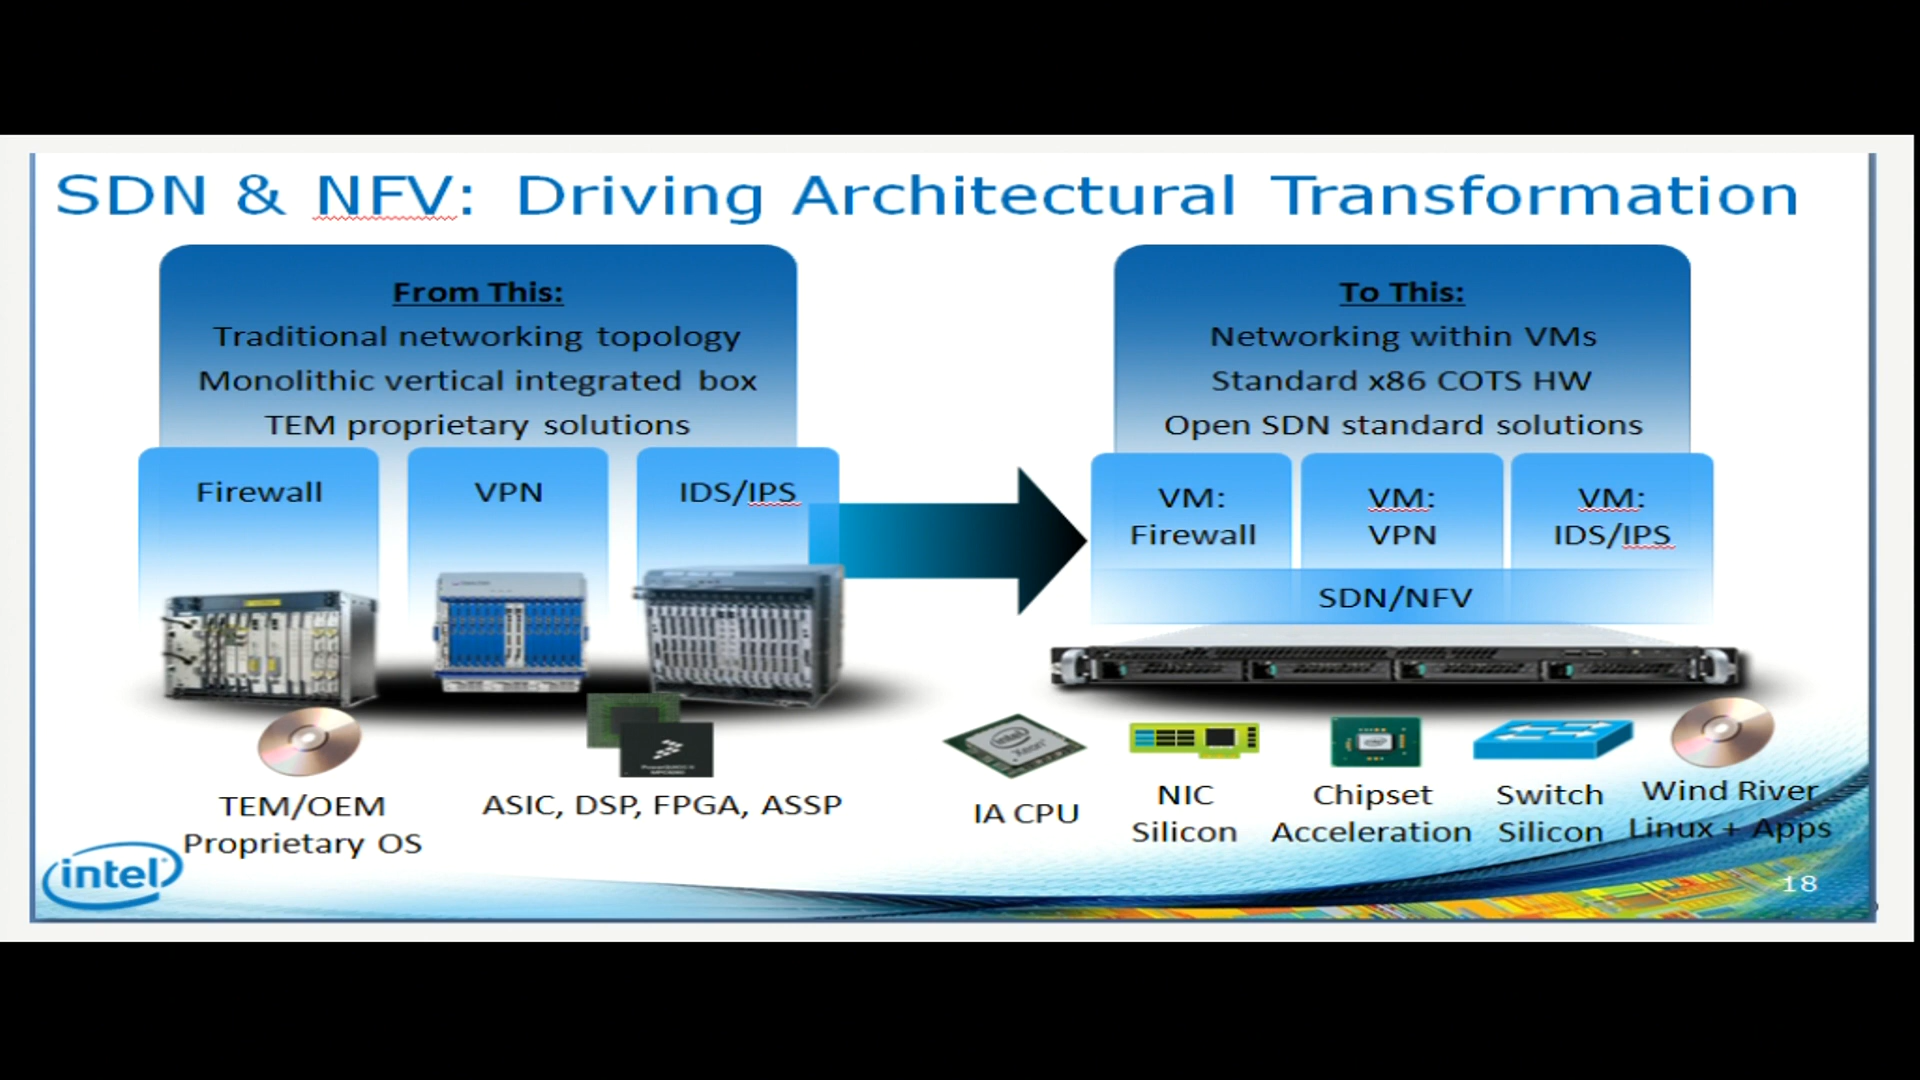 SDN & NFV: Driving Architectural Transformation
From This:
Traditional networking topology
Monolithic vertical integrated box
TEM proprietary solutions
Firewall
VPN
IDS/IPS
To This:
Networking within VMs
Standard x86 COTS HW
Open SDN standard solutions
VM:
Firewall
VM:
VPN
VM:
IDS/IPS
SDN/NFV
TEM/OEM
Proprietary OS
ASIC, DSP, FPGA, ASSP
intel
Xeon
IA CPU
NIC
Silicon
Chipset
Acceleration
Switch
Silicon
Wind River
Linux + Apps
intel
18